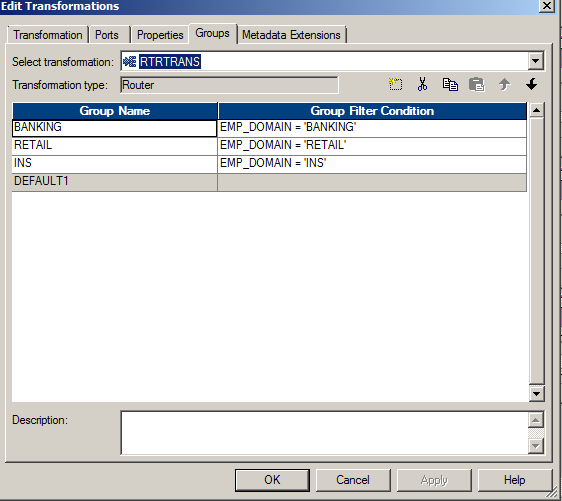 Edit Transformations
Transformation Ports Properties Groups Metadata Extensions
Select transformation: RTRTRANS
Transformation type: Router
Group Name Group Filter Condition
BANKING EMP_DOMAIN = 'BANKING'
RETAIL EMP_DOMAIN = 'RETAIL'
INS EMP_DOMAIN = 'INS'
DEFAULT1
Description:
OK Cancel Apply Help